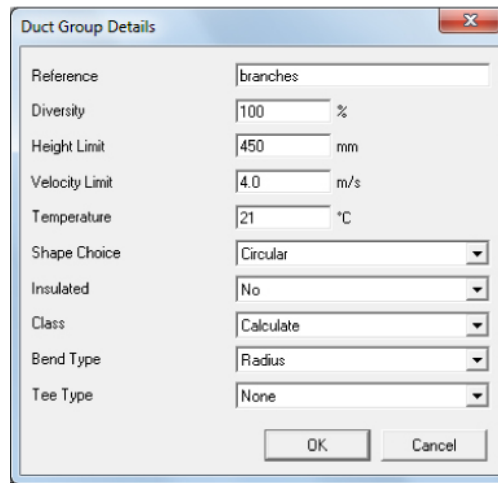 Duct Group Details
Reference branches
Diversity 100 %
Height Limit 450 mm
Velocity Limit 4.0 m/s
Temperature 21 °C
Shape Choice Circular
Insulated No
Class Calculate
Bend Type Radius
Tee Type None
OK Cancel